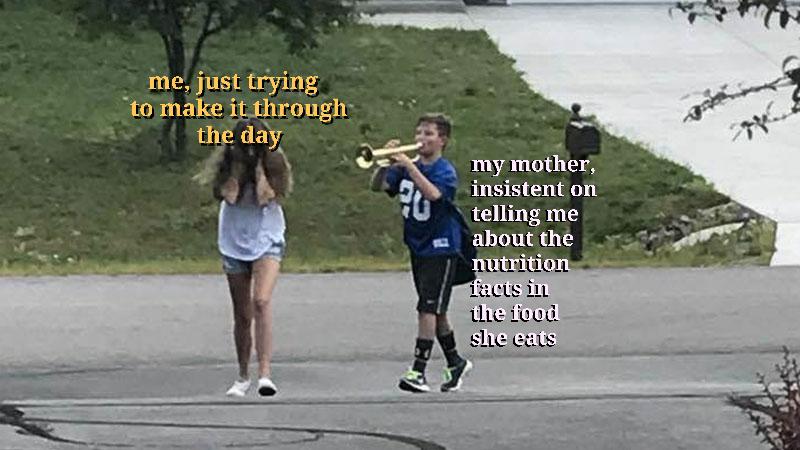 me, just trying
to make it through
the day
my mother,
insistent on
telling me
about the
nutrition
facts in
the food
she eats
20